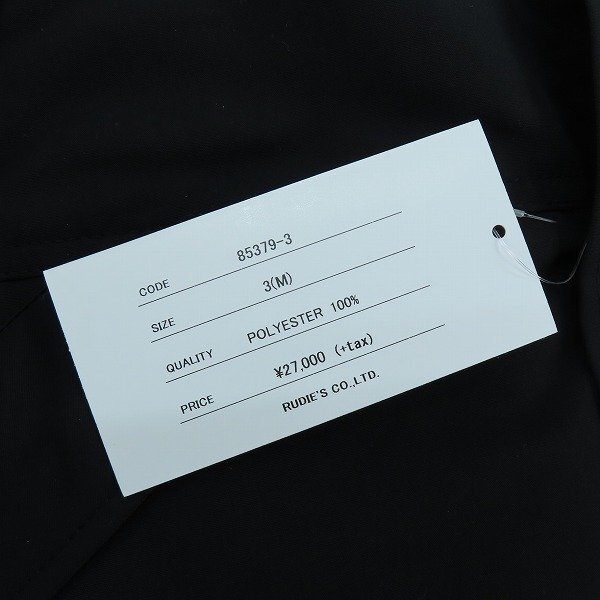 CODE 85379-3
SIZE 3(M)
QUALITY POLYESTER 100%
PRICE ¥27,000 (+tax)
RUDIE'S CO.,LTD.